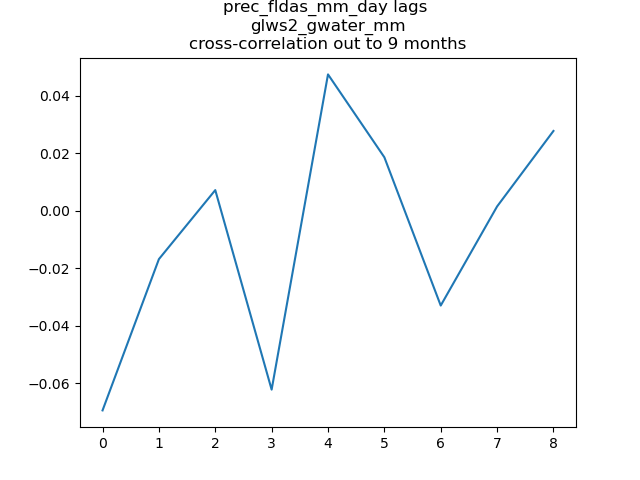 prec_fldas_mm_day lags
glws2_gwater_mm
cross-correlation out to 9 months
0.04
0.02
0.00
−0.02
−0.04
−0.06
0 1 2 3 4 5 6 7 8